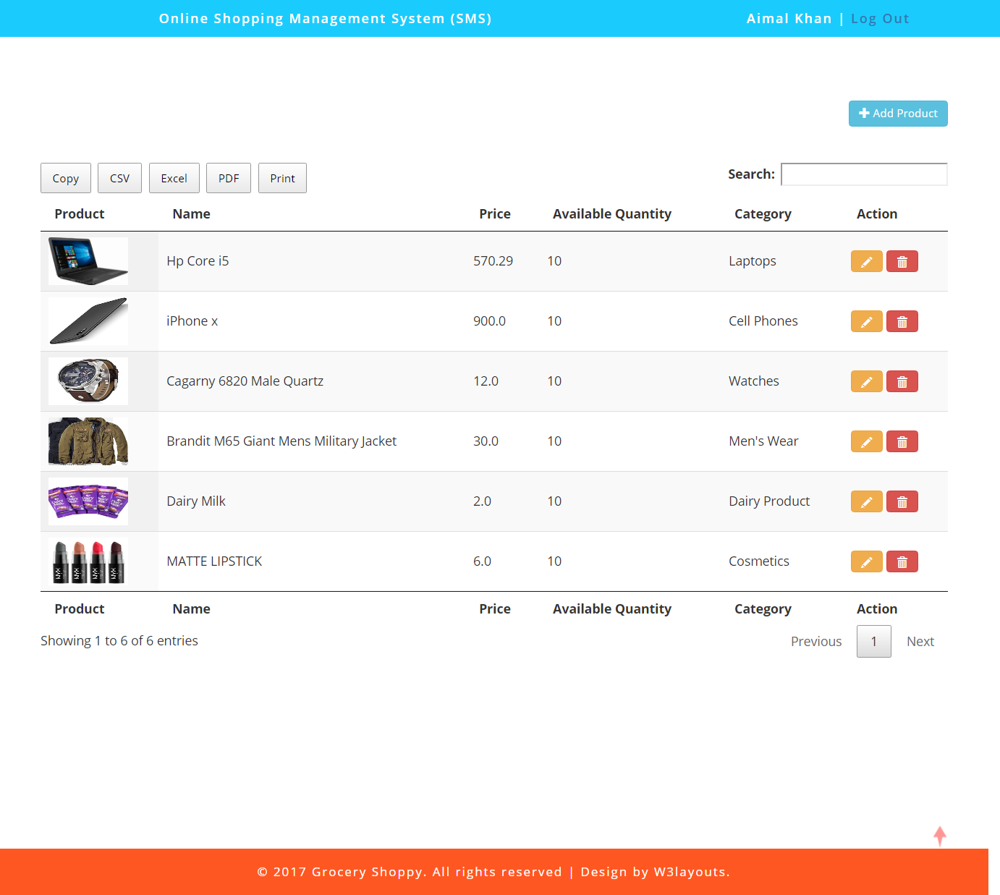 Online Shopping Management System (SMS) Aimal Khan | Log Out
Add Product
Copy CSV Excel PDF Print Search:
Product Name Price Available Quantity Category Action
Hp Core i5 570.29 10 Laptops
iPhone x 900.0 10 Cell Phones
Cagarny 6820 Male Quartz 12.0 10 Watches
Brandit M65 Giant Mens Military Jacket 30.0 10 Men's Wear
Dairy Milk 2.0 10 Dairy Product
MATTE LIPSTICK 6.0 10 Cosmetics
Product Name Price Available Quantity Category Action
Showing 1 to 6 of 6 entries Previous 1 Next
© 2017 Grocery Shoppy. All rights reserved | Design by W3layouts.